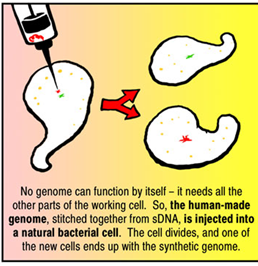 No genome can function by itself – it needs all the
other parts of the working cell.  So, the human-made
genome, stitched together from sDNA, is injected into
a natural bacterial cell.  The cell divides, and one of
the new cells ends up with the synthetic genome.